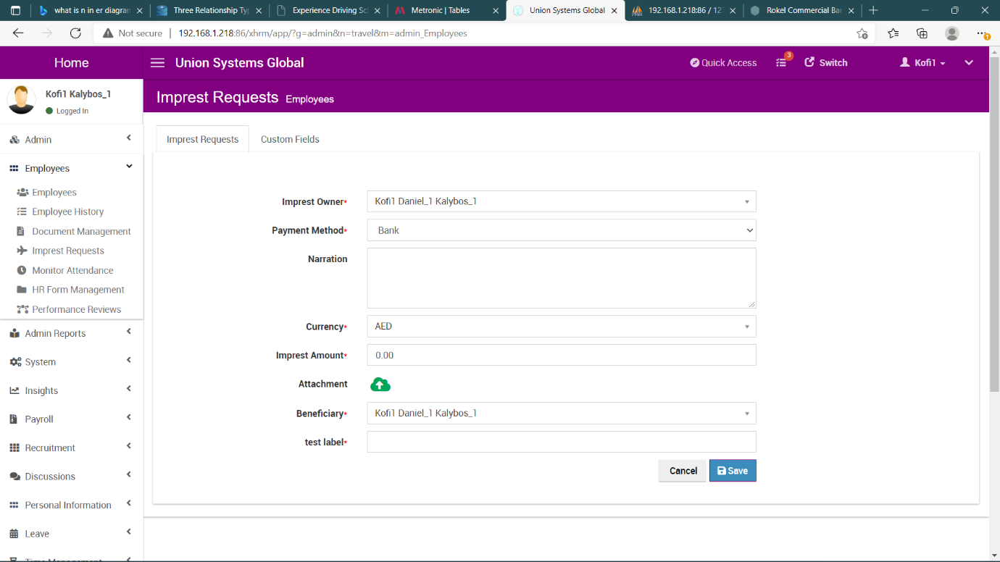 what is n in er diagran
Three Relationship Ty
Experience Driving Sc
Metronic | Tables
Union Systems Global
192.168.1.218:86 / 12
Rokel Commercial Ba
Not secure | 192.168.1.218:86/xhrm/app/?g=admin&n=travel&m=admin_Employees
Home
Union Systems Global
Quick Access
3
Switch
Kofi1
Kofi1 Kalybos_1
Logged In
Imprest Requests Employees
Admin
Employees
Employees
Employee History
Document Management
Imprest Requests
Monitor Attendance
HR Form Management
Performance Reviews
Admin Reports
System
Insights
Payroll
Recruitment
Discussions
Personal Information
Leave
Time Management
Imprest Requests
Custom Fields
Imprest Owner* Kofi1 Daniel_1 Kalybos_1
Payment Method* Bank
Narration
Currency* AED
Imprest Amount* 0.00
Attachment
Beneficiary* Kofi1 Daniel_1 Kalybos_1
test label*
Cancel
Save